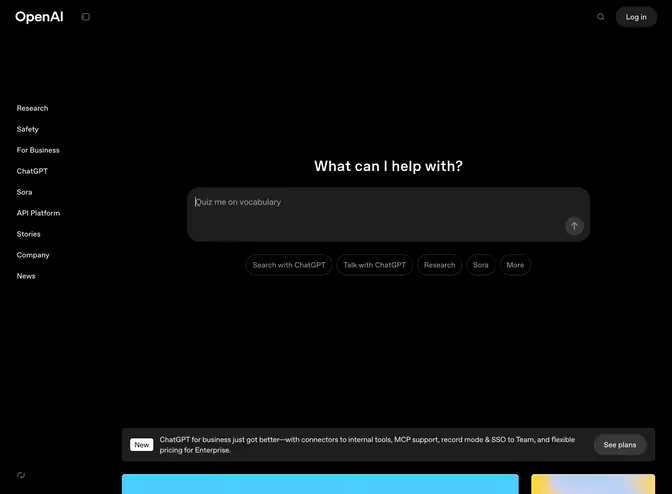 OpenAI
Log in
Research
Safety
For Business
ChatGPT
Sora
API Platform
Stories
Company
News
What can I help with?
Quiz me on vocabulary
Search with ChatGPT
Talk with ChatGPT
Research
Sora
More
New
ChatGPT for business just got better—with connectors to internal tools, MCP support, record mode & SSO to Team, and flexible
pricing for Enterprise.
See plans